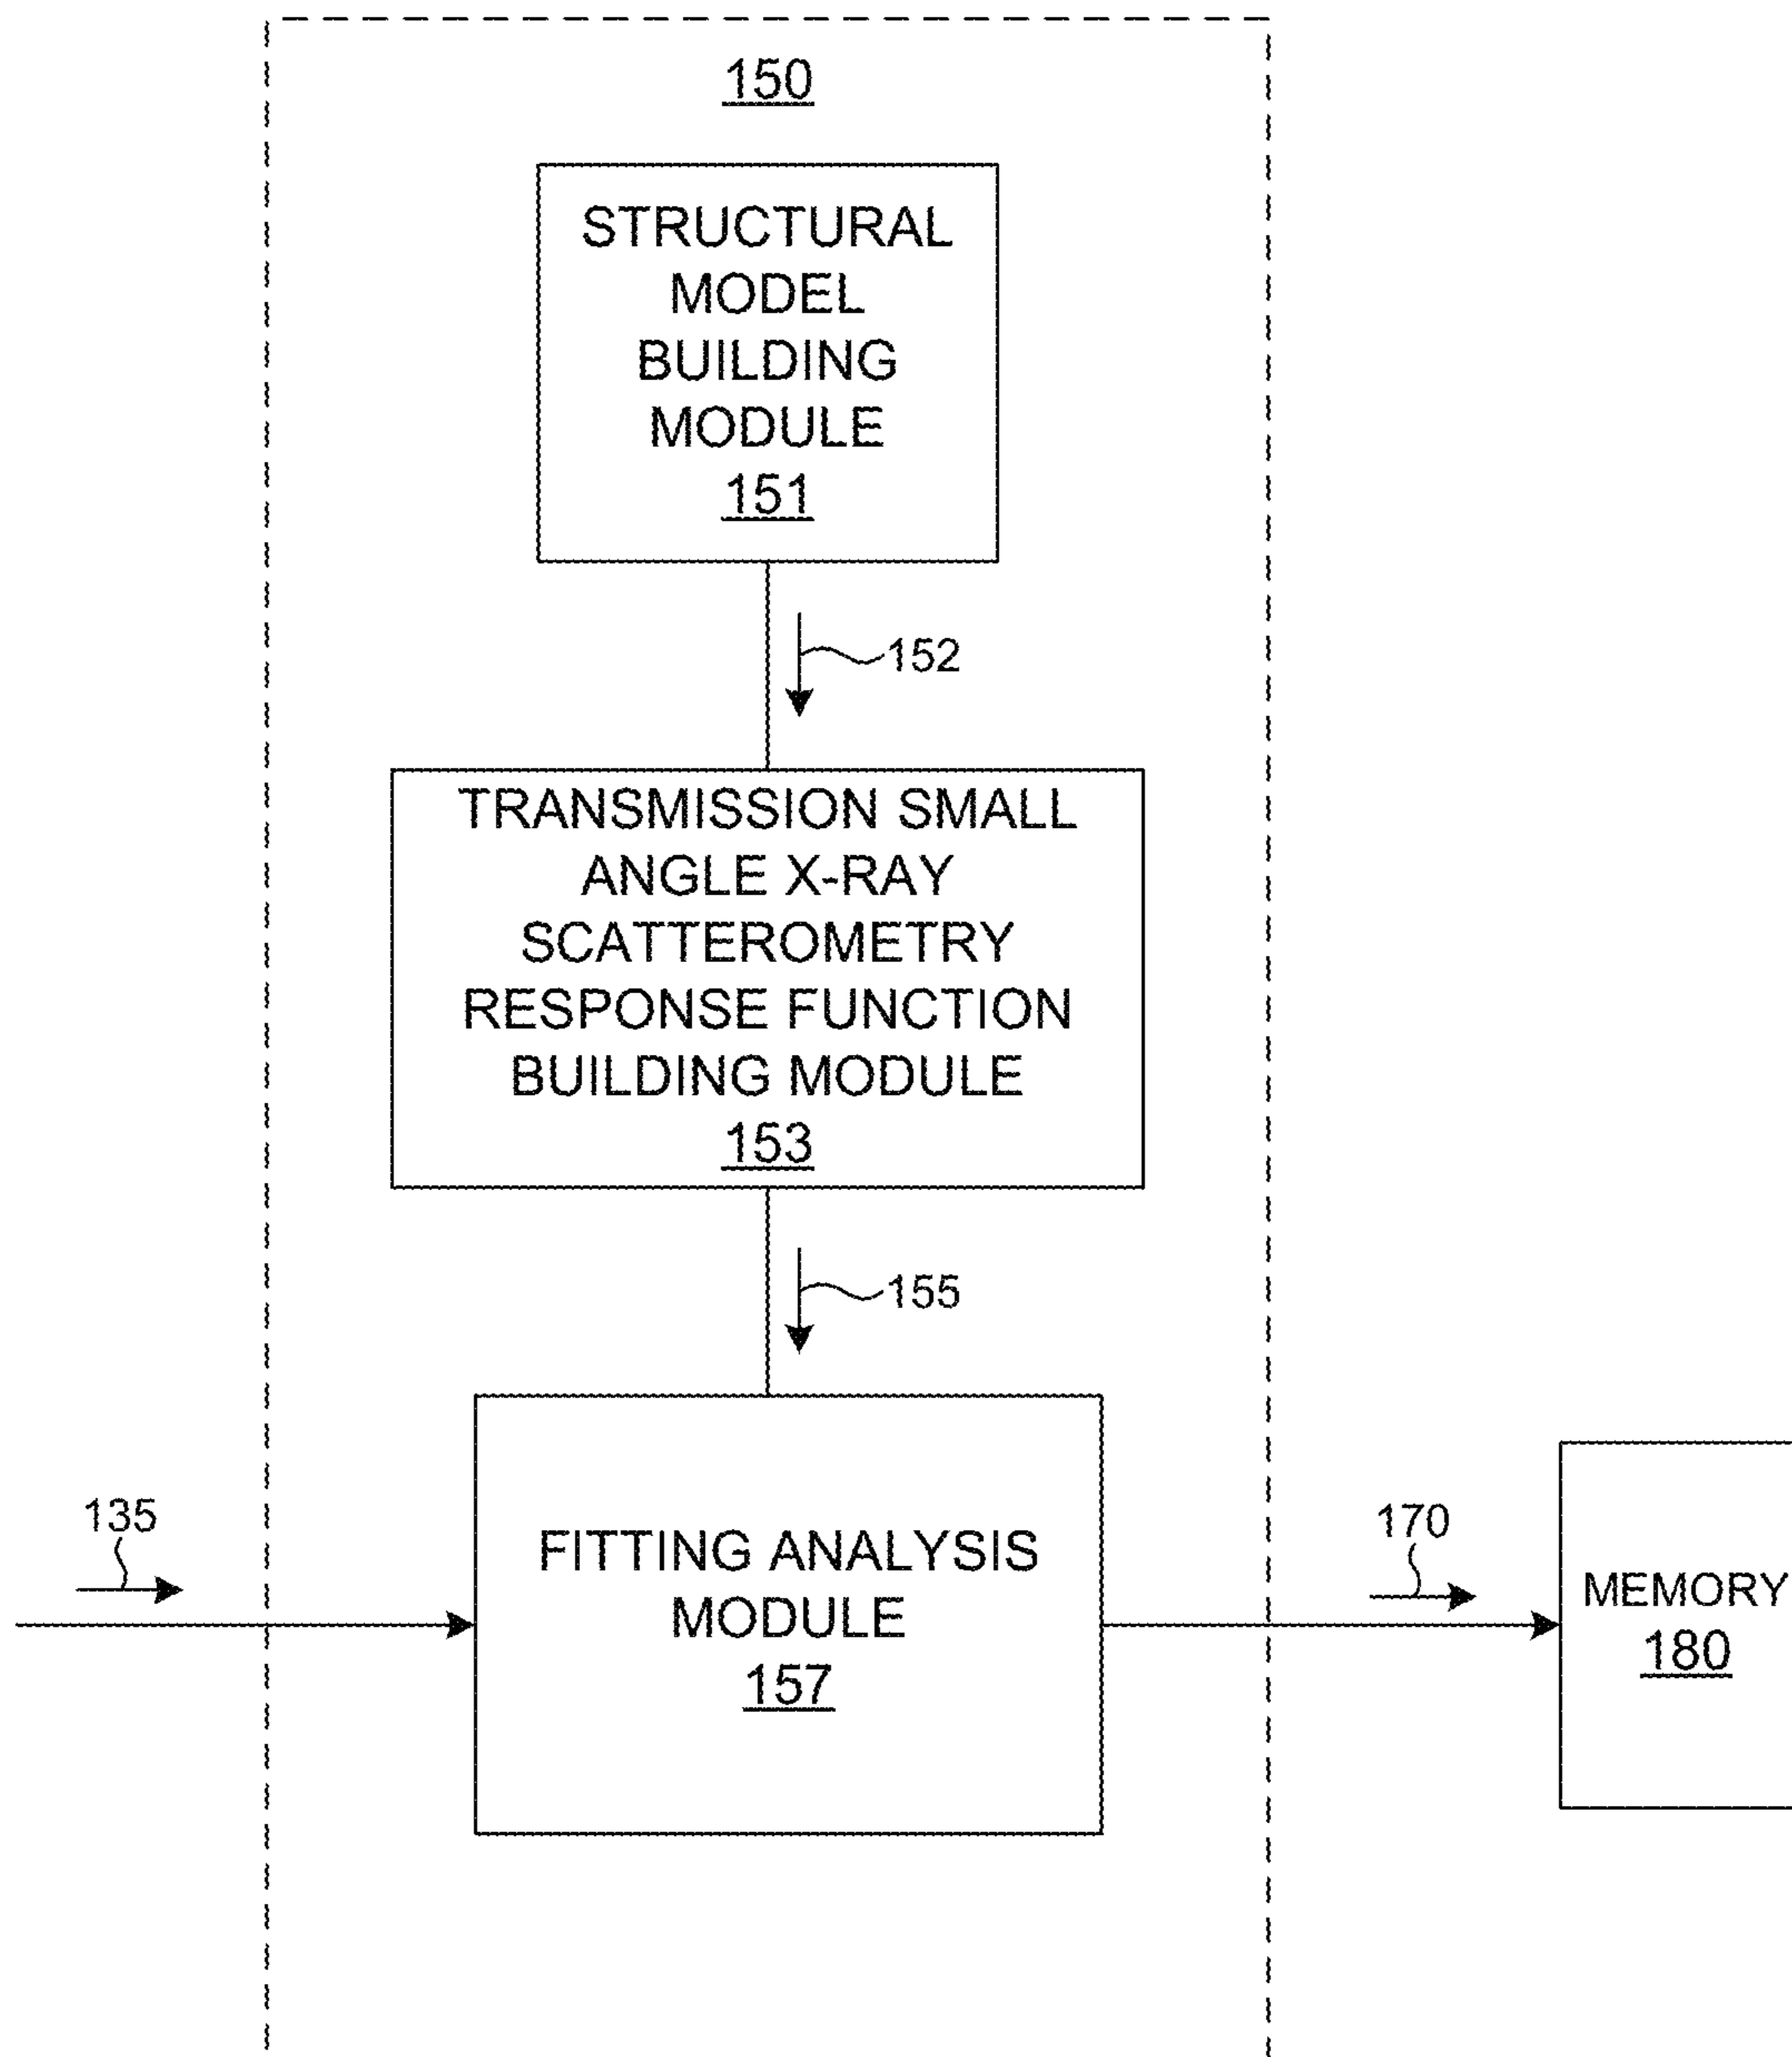 150
STRUCTURAL
MODEL
BUILDING
MODULE
151
152
TRANSMISSION SMALL
ANGLE X-RAY
SCATTEROMETRY
RESPONSE FUNCTION
BUILDING MODULE
153
155
135
FITTING ANALYSIS
MODULE
157
170
MEMORY
180